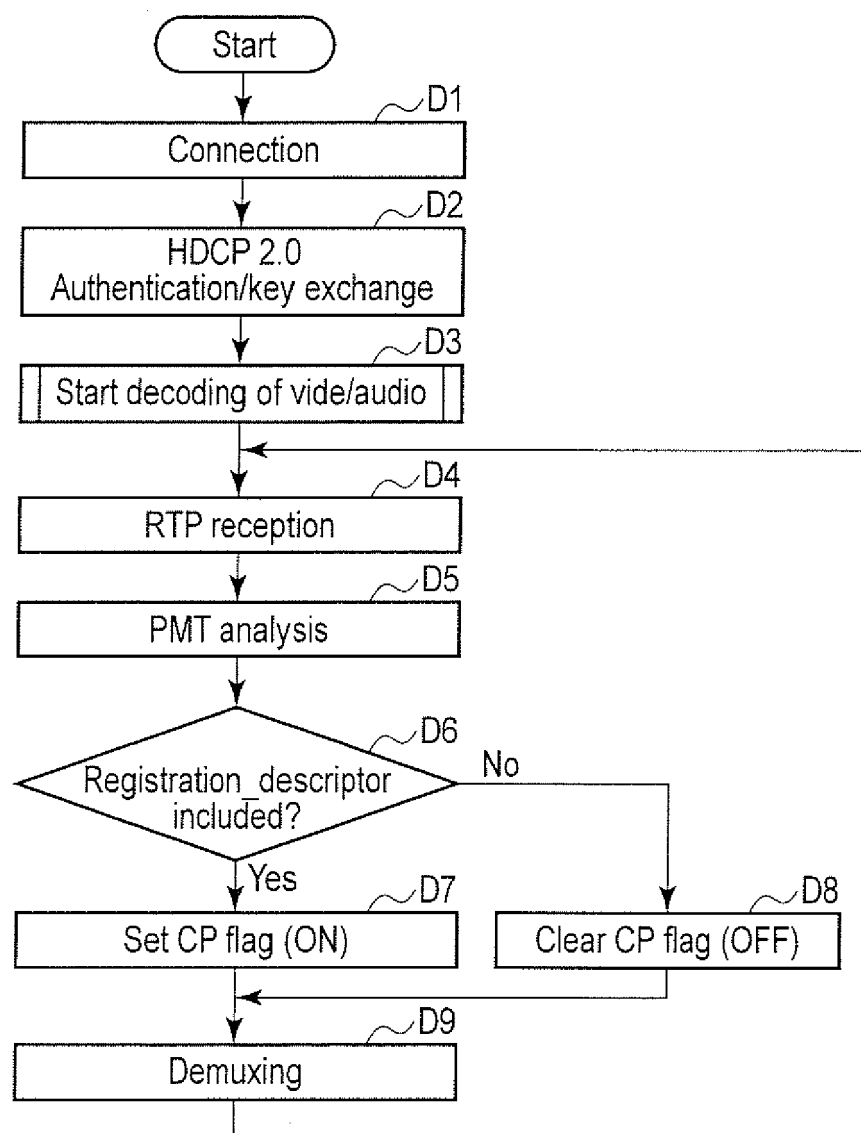 Start
D1
Connection
D2
HDCP 2.0
Authentication/key exchange
D3
Start decoding of vide/audio
D4
RTP reception
D5
PMT analysis
D6
Registration_descriptor
included?
No
Yes
D7
Set CP flag (ON)
D8
Clear CP flag (OFF)
D9
Demuxing